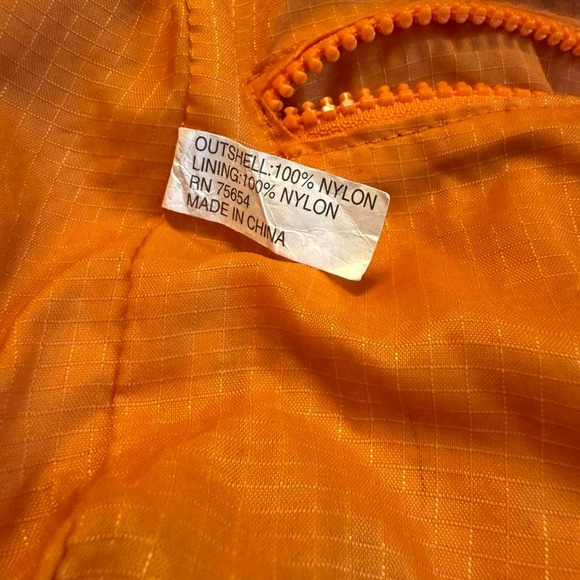 OUTSHELL:100% NYLON
LINING:100% NYLON
RN 75654
MADE IN CHINA